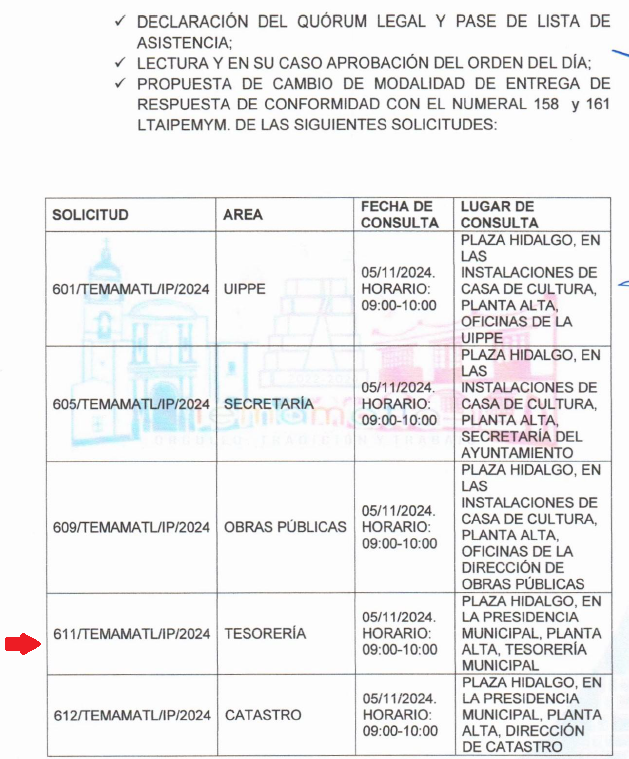 ✓ DECLARACIÓN DEL QUÓRUM LEGAL Y PASE DE LISTA DE
ASISTENCIA;
✓ LECTURA Y EN SU CASO APROBACIÓN DEL ORDEN DEL DÍA;
✓ PROPUESTA DE CAMBIO DE MODALIDAD DE ENTREGA DE
RESPUESTA DE CONFORMIDAD CON EL NUMERAL 158 y 161
LTAIPEMYM. DE LAS SIGUIENTES SOLICITUDES:
SOLICITUD
AREA
FECHA DE
CONSULTA
LUGAR DE
CONSULTA
601/TEMAMATL/IP/2024
UIPPE
05/11/2024.
HORARIO:
09:00-10:00
PLAZA HIDALGO, EN
LAS
INSTALACIONES DE
CASA DE CULTURA,
PLANTA ALTA,
OFICINAS DE LA
UIPPE
605/TEMAMATL/IP/2024
SECRETARÍA
05/11/2024.
HORARIO:
09:00-10:00
PLAZA HIDALGO, EN
LAS
INSTALACIONES DE
CASA DE CULTURA,
PLANTA ALTA,
SECRETARÍA DEL
AYUNTAMIENTO
609/TEMAMATL/IP/2024
OBRAS PÚBLICAS
05/11/2024.
HORARIO:
09:00-10:00
PLAZA HIDALGO, EN
LAS
INSTALACIONES DE
CASA DE CULTURA,
PLANTA ALTA,
OFICINAS DE LA
DIRECCIÓN DE
OBRAS PÚBLICAS
611/TEMAMATL/IP/2024
TESORERÍA
05/11/2024.
HORARIO:
09:00-10:00
PLAZA HIDALGO, EN
LA PRESIDENCIA
MUNICIPAL, PLANTA
ALTA, TESORERÍA
MUNICIPAL
612/TEMAMATL/IP/2024
CATASTRO
05/11/2024.
HORARIO:
09:00-10:00
PLAZA HIDALGO, EN
LA PRESIDENCIA
MUNICIPAL, PLANTA
ALTA, DIRECCIÓN
DE CATASTRO